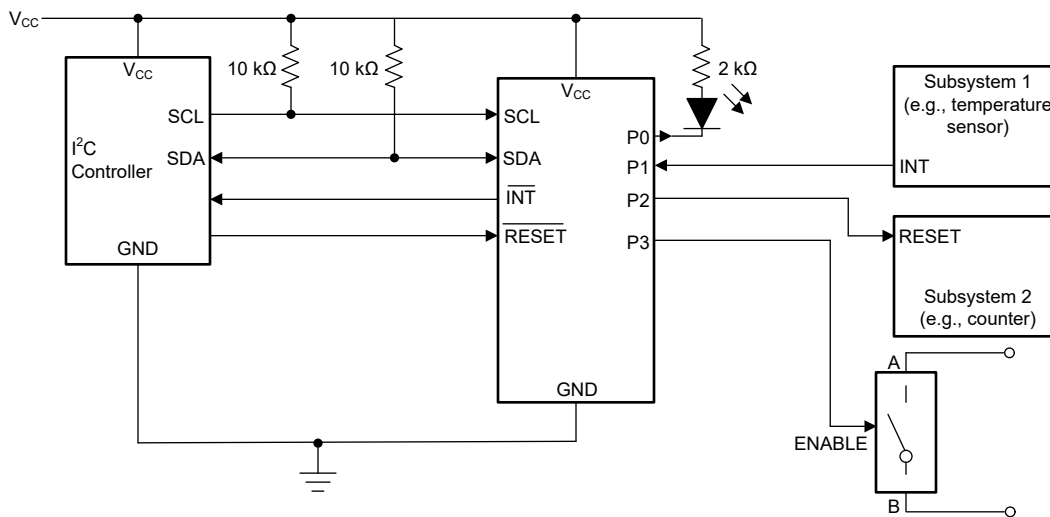 VCC
10 kΩ
10 kΩ
2 kΩ
VCC
SCL
SDA
I²C
Controller
GND
VCC
SCL
SDA
INT
RESET
GND
P0
P1
P2
P3
Subsystem 1
(e.g., temperature
sensor)
INT
RESET
Subsystem 2
(e.g., counter)
A
ENABLE
B